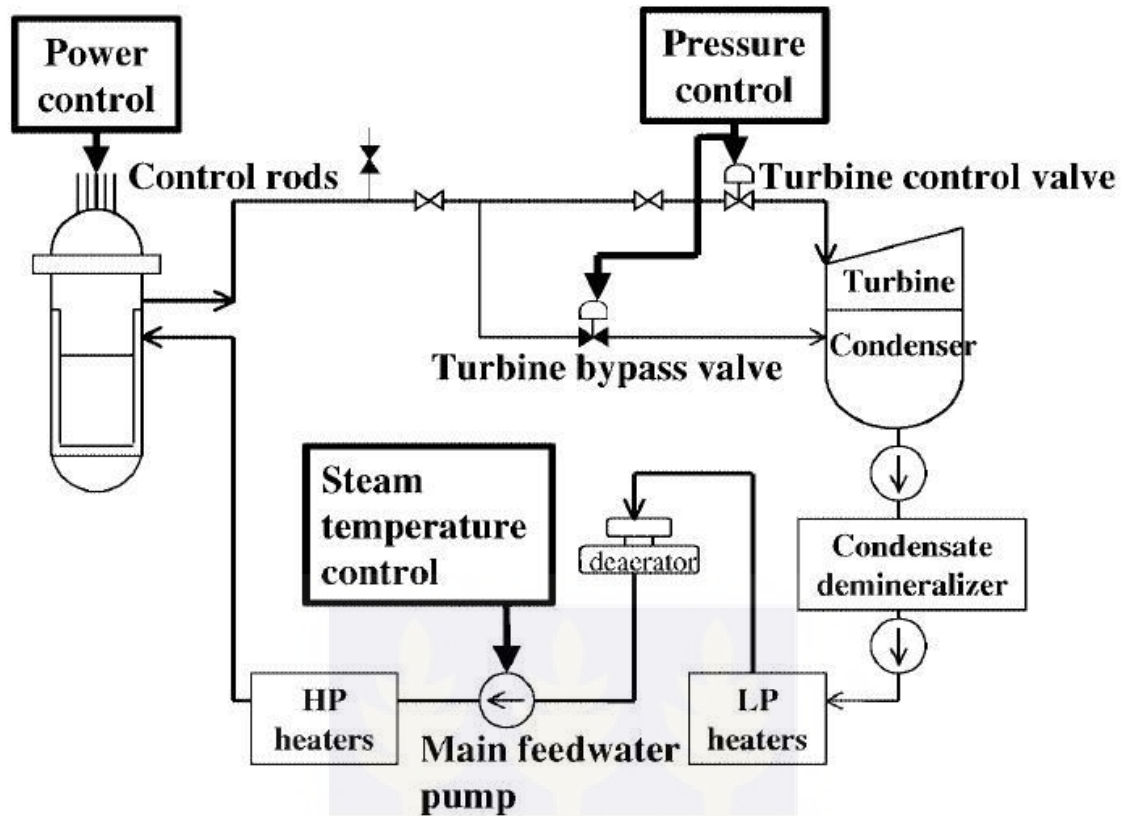 Power
control
Pressure
control
Control rods
Turbine control valve
Turbine
Condenser
Turbine bypass valve
Steam
temperature
control
deaerator
Condensate
demineralizer
HP
heaters
LP
heaters
Main feedwater
pump